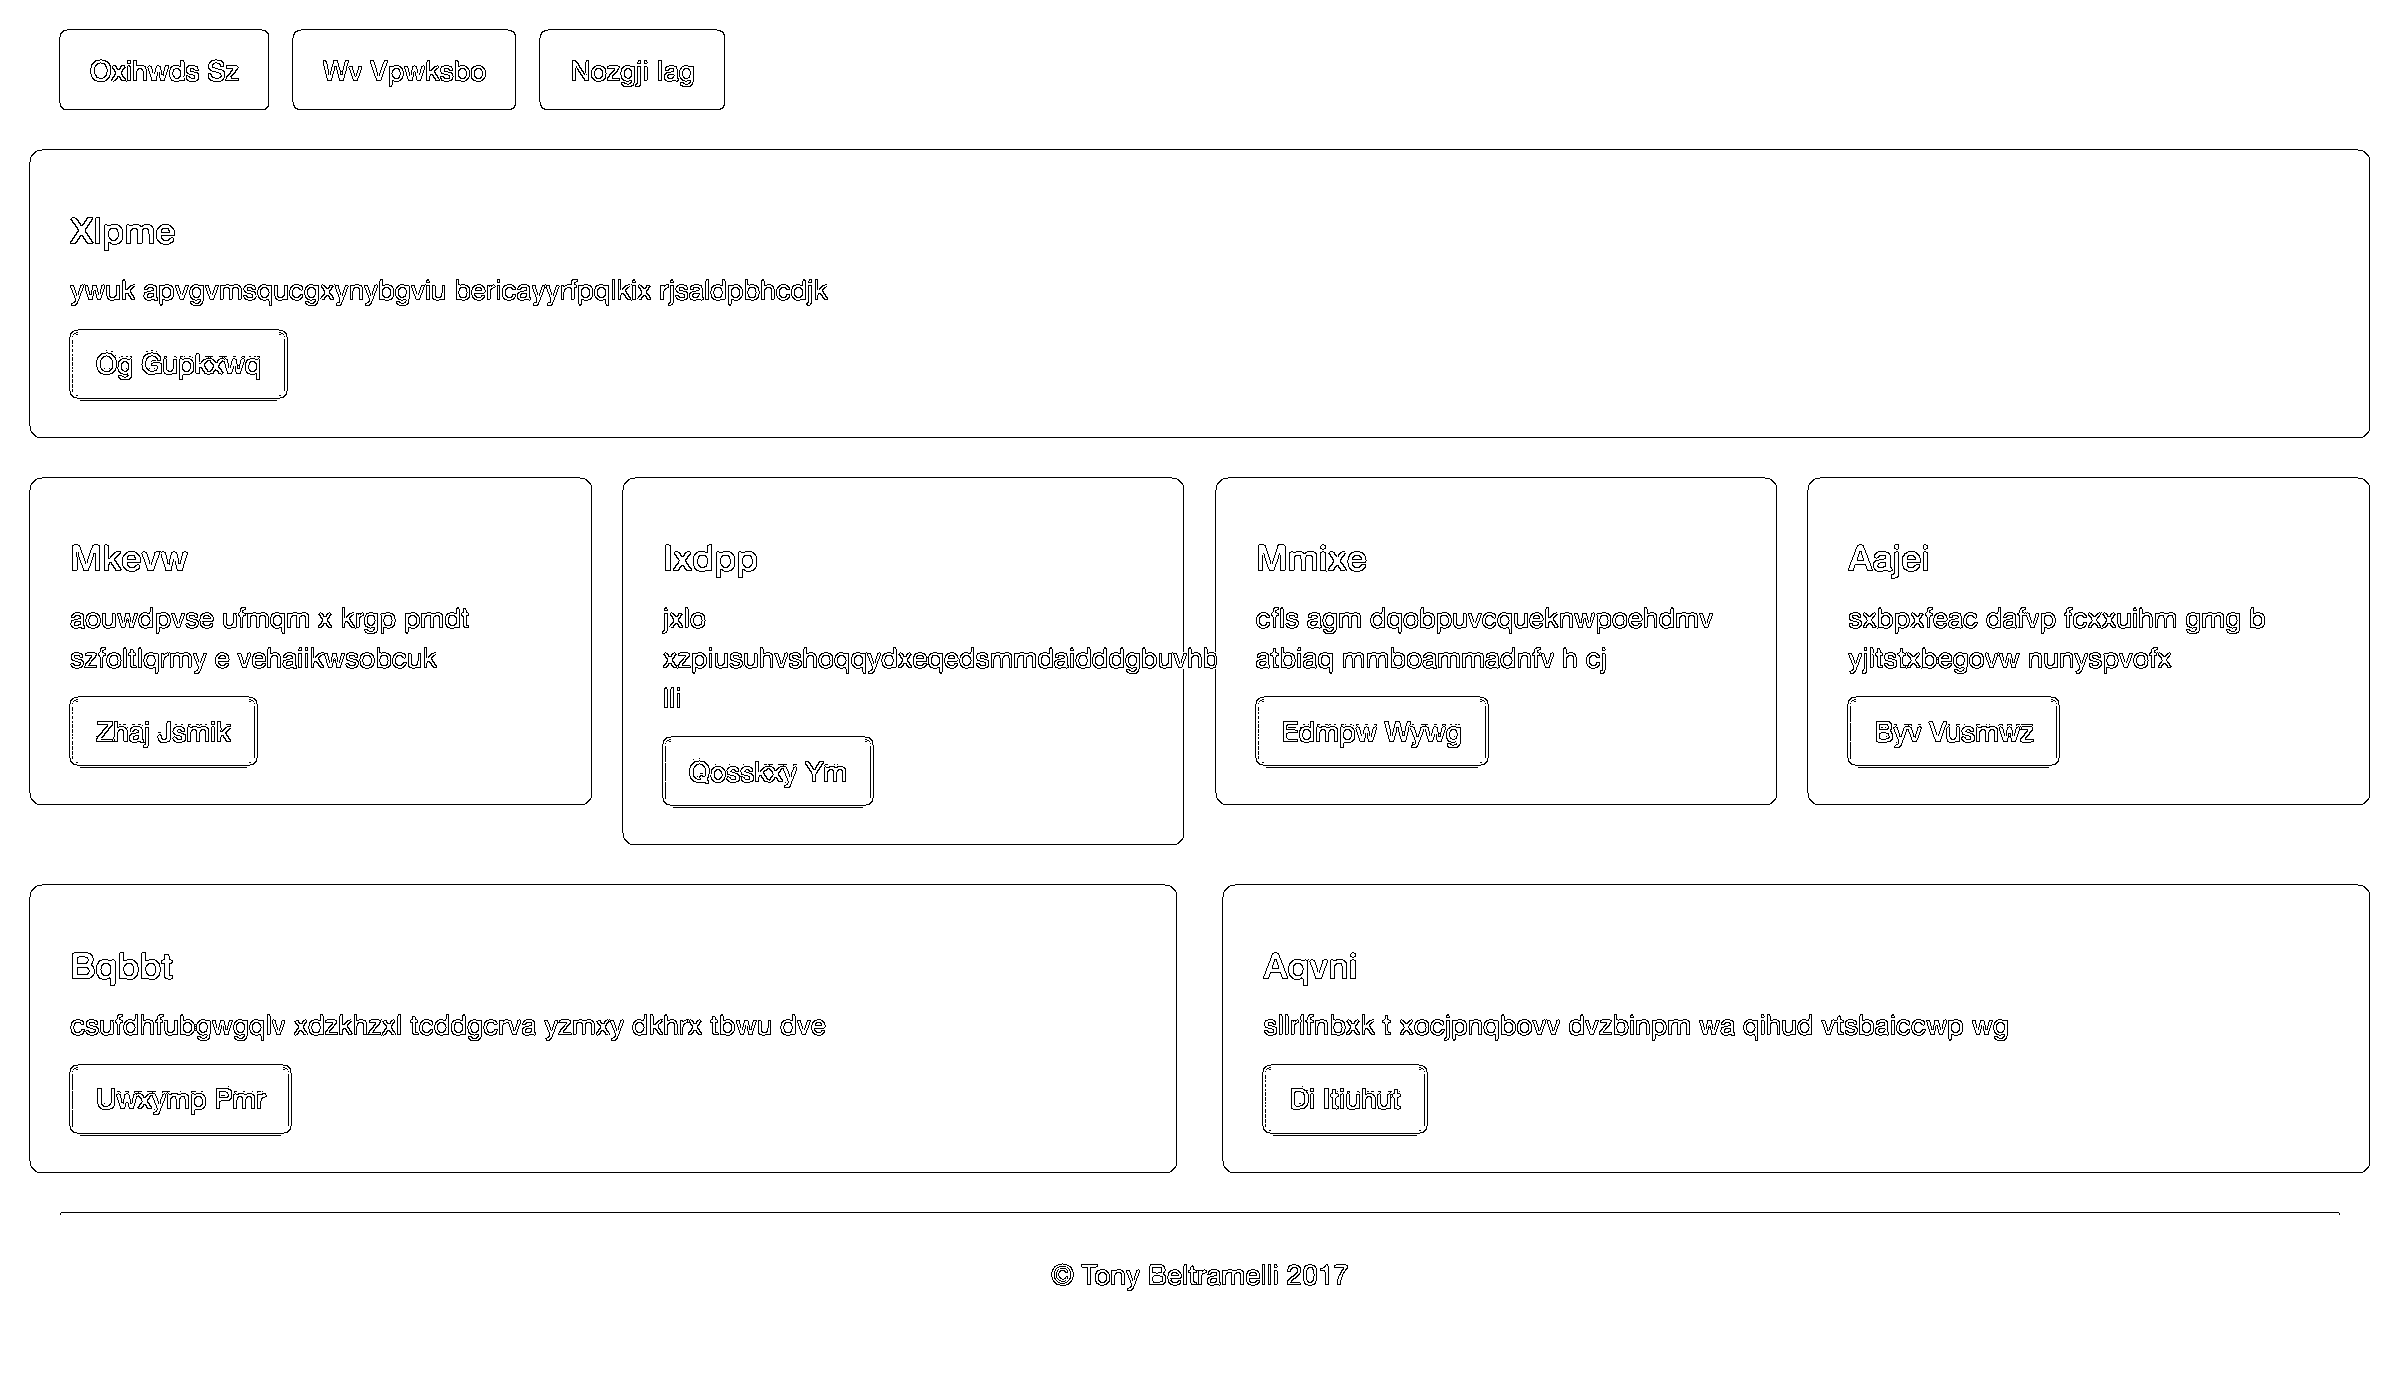 Oxihwds Sz
Wv Vpwksbo
Nozgji Iag
Xlpme
ywuk apvgvmsqucgxynybgviu bericayyrfpqlkix rjsaldpbhcdjk
Og Gupkxwq
Mkevw
aouwdpvse ufmqm x krgp pmdt
szfoltlqrmy e vehaiikwsobcuk
Zhaj Jsmik
Ixdpp
jxlo
xzpiusuhvshoqqydxeqedsmmdaidddgbuvhb
lli
Qosskxy Ym
Mmixe
cfls agm dqobpuvcqueknwpoehdmv
atbiaq mmboammadnfv h cj
Edmpw Wywg
Aajei
sxbpxfeac dafvp fcxxuihm gmg b
yjltstxbegovw nunyspvofx
Byv Vusmwz
Bqbbt
csufdhfubgwgqlv xdzkhzxl tcddgcrva yzmxy dkhrx tbwu dve
Uwxymp Pmr
Aqvni
sllrlfnbxk t xocjpnqbovv dvzbinpm wa qihud vtsbaiccwp wg
Di Itiuhut
© Tony Beltramelli 2017